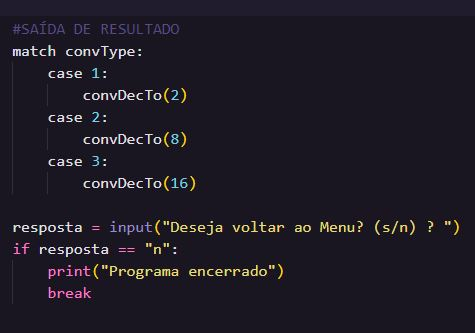 #SAÍDA DE RESULTADO
match convType:
    case 1:
        convDecTo(2)
    case 2:
        convDecTo(8)
    case 3:
        convDecTo(16)

resposta = input("Deseja voltar ao Menu? (s/n) ? ")
if resposta == "n":
    print("Programa encerrado")
    break